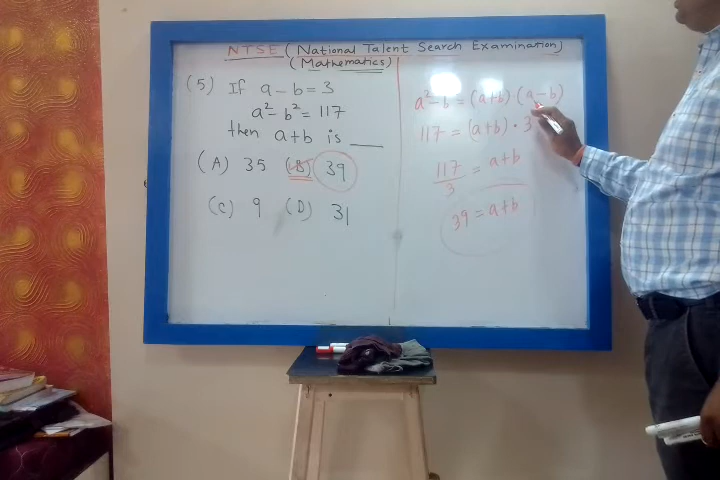 NTSE (National Talent Search Examination)
(Mathematics)
(5) If a - b = 3
a² - b² = 117
then a + b is ___
(A) 35 (B) 39
(C) 9 (D) 31
a² - b = (a+b) · (a - b)
117 = (a+b) · 3
117/3 = a+b
39 = a+b